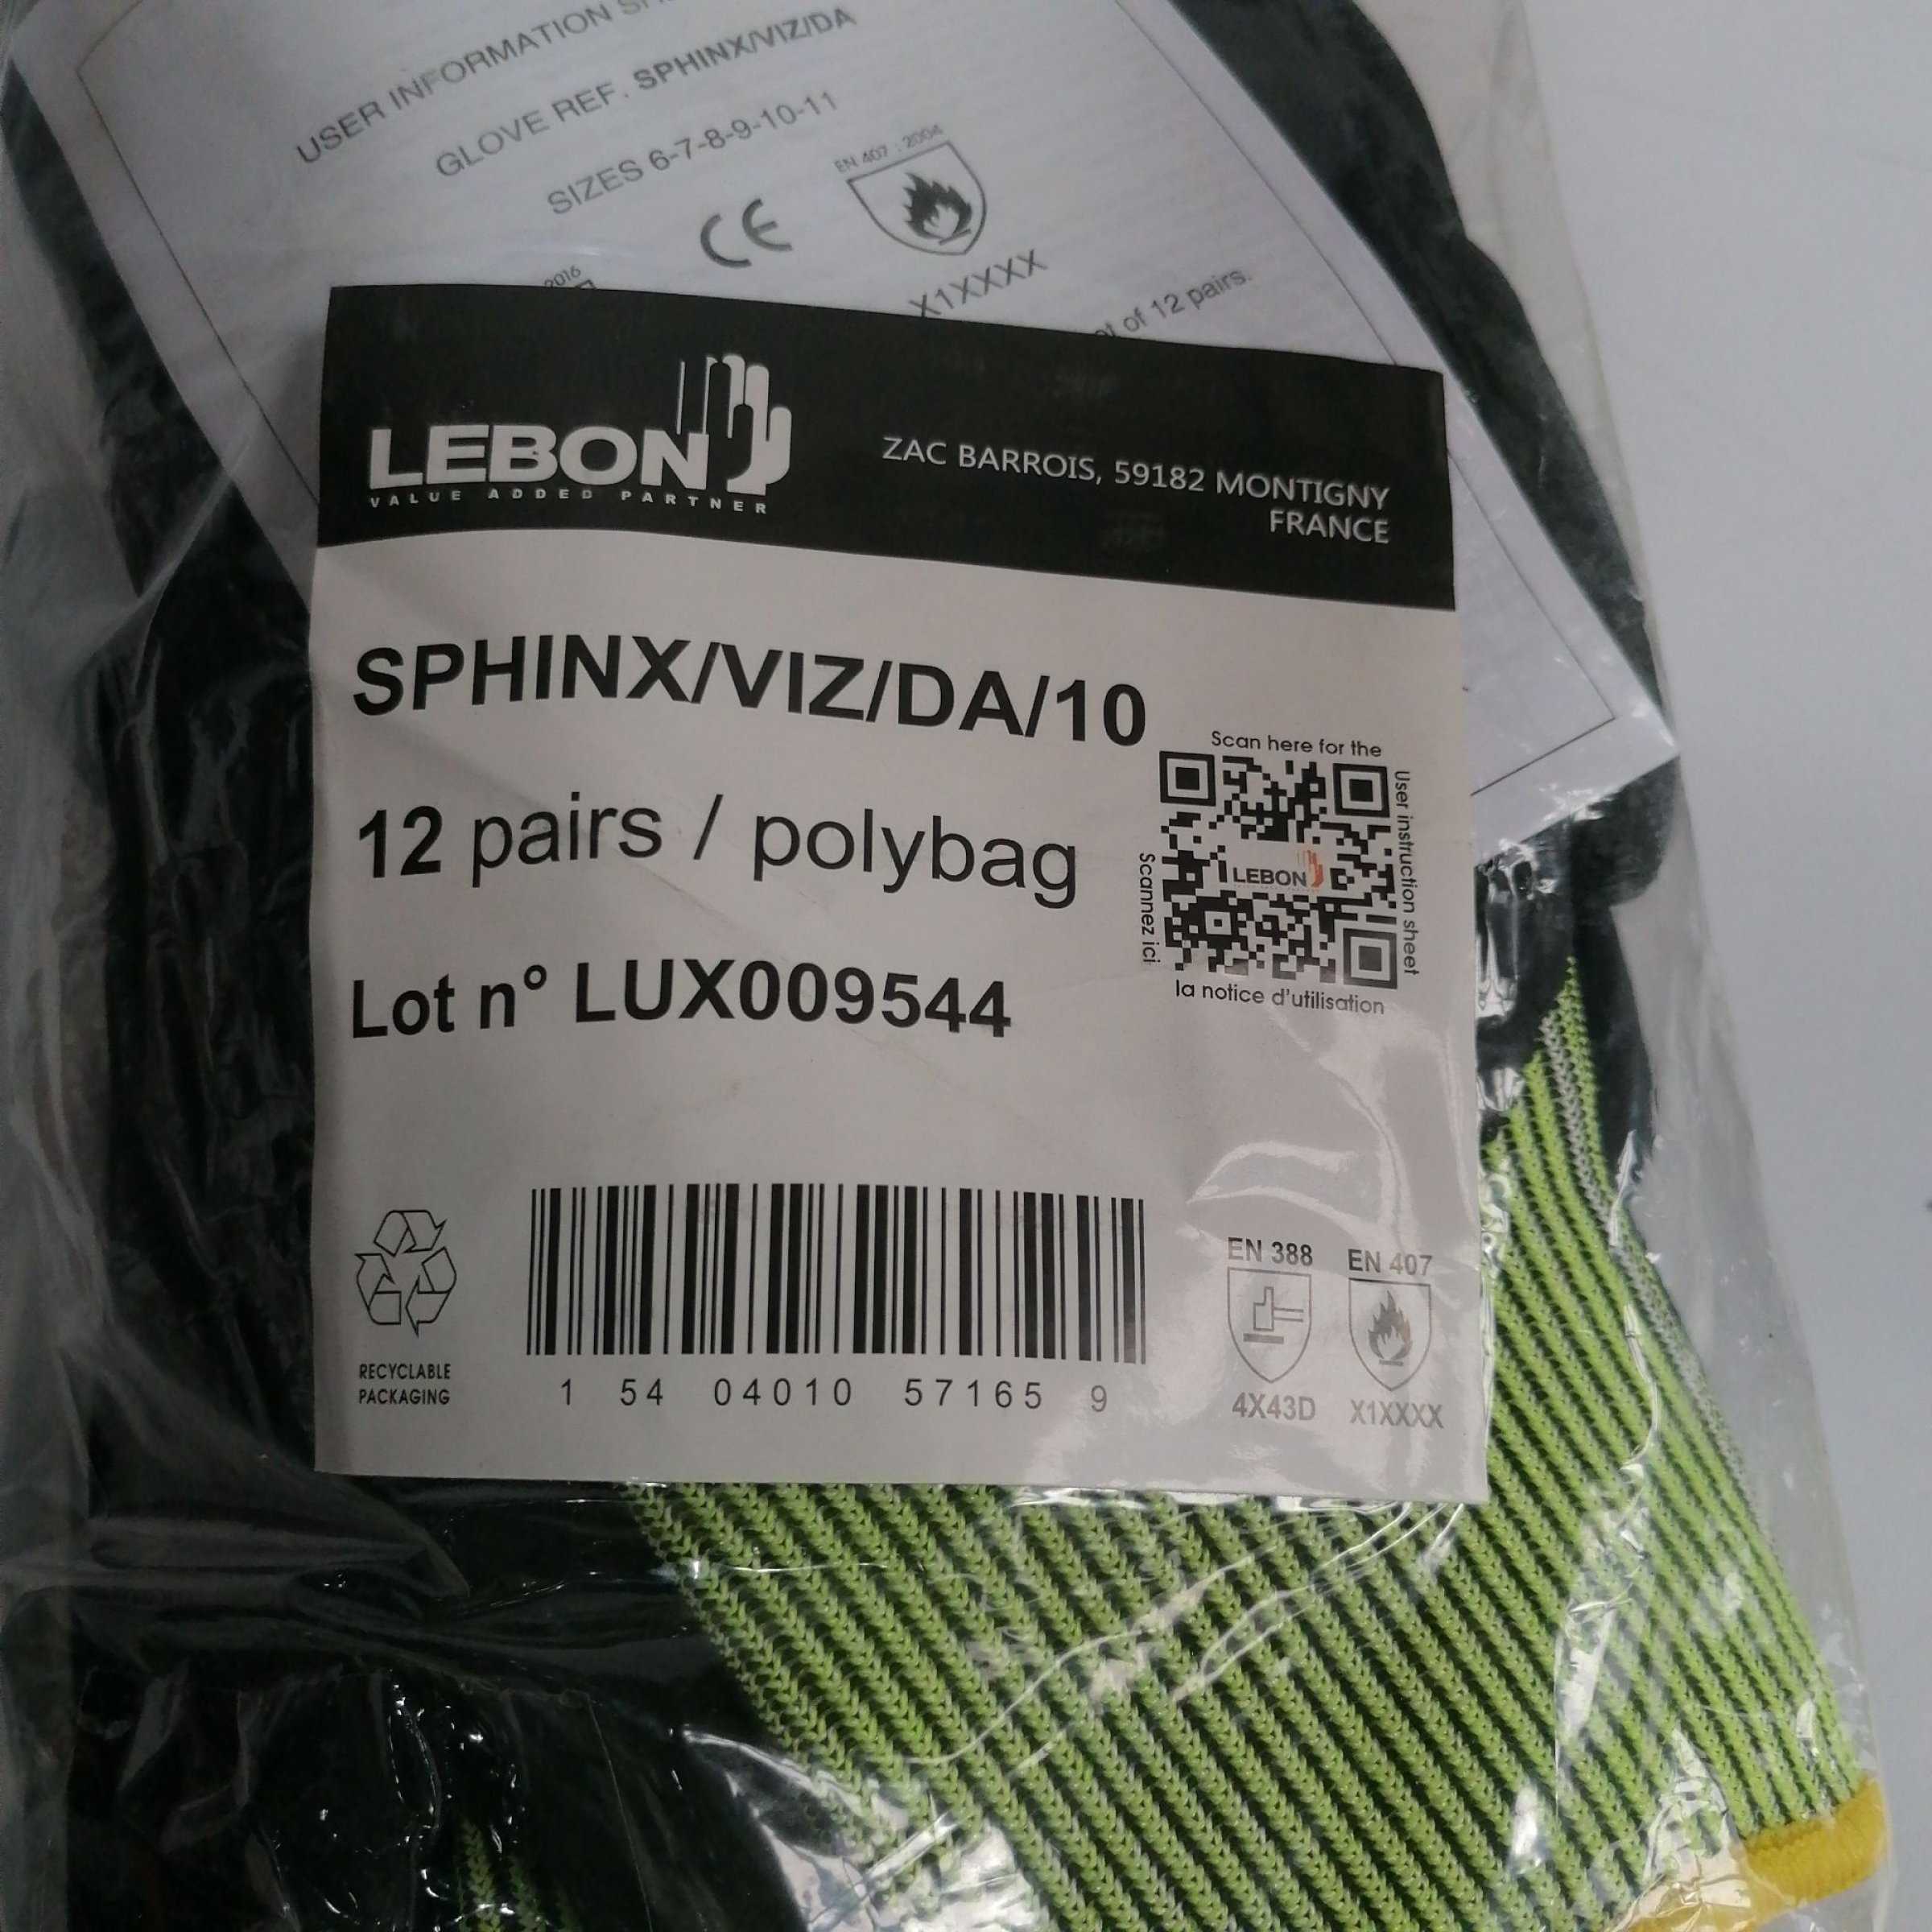 USER INFORMATION
GLOVE REF. SPHINX/VIZ/DA
SIZES 6-7-8-9-10-11
CE
EN 407 : 2004
2016
X1XXXX
of 12 pairs.
LEBON
VALUE ADDED PARTNER
ZAC BARROIS, 59182 MONTIGNY
FRANCE
SPHINX/VIZ/DA/10
12 pairs / polybag
Lot n° LUX009544
Scan here for the
User instruction sheet
LEBON
Scannez ici
la notice d'utilisation
RECYCLABLE
PACKAGING
1 54 04010 57165 9
EN 388
4X43D
EN 407
X1XXXX